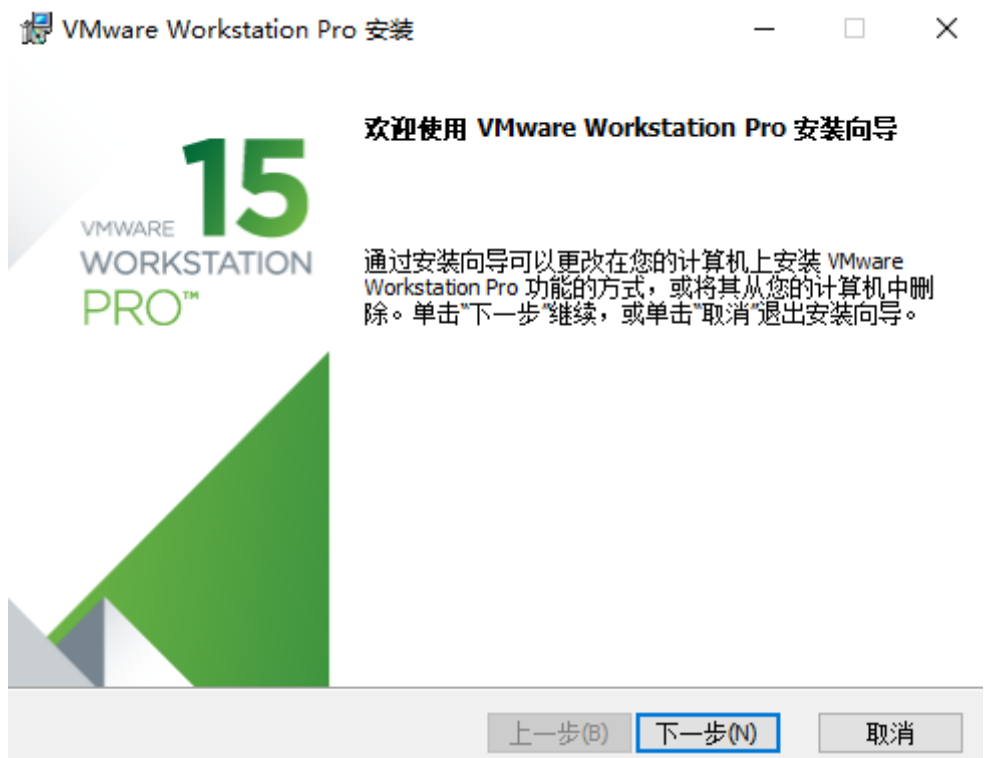 VMware Workstation Pro 安装
15
VMWARE
WORKSTATION
PRO™
欢迎使用 VMware Workstation Pro 安装向导
通过安装向导可以更改在您的计算机上安装 VMware
Workstation Pro 功能的方式，或将其从您的计算机中删
除。单击"下一步"继续，或单击"取消"退出安装向导。
上一步(B)
下一步(N)
取消